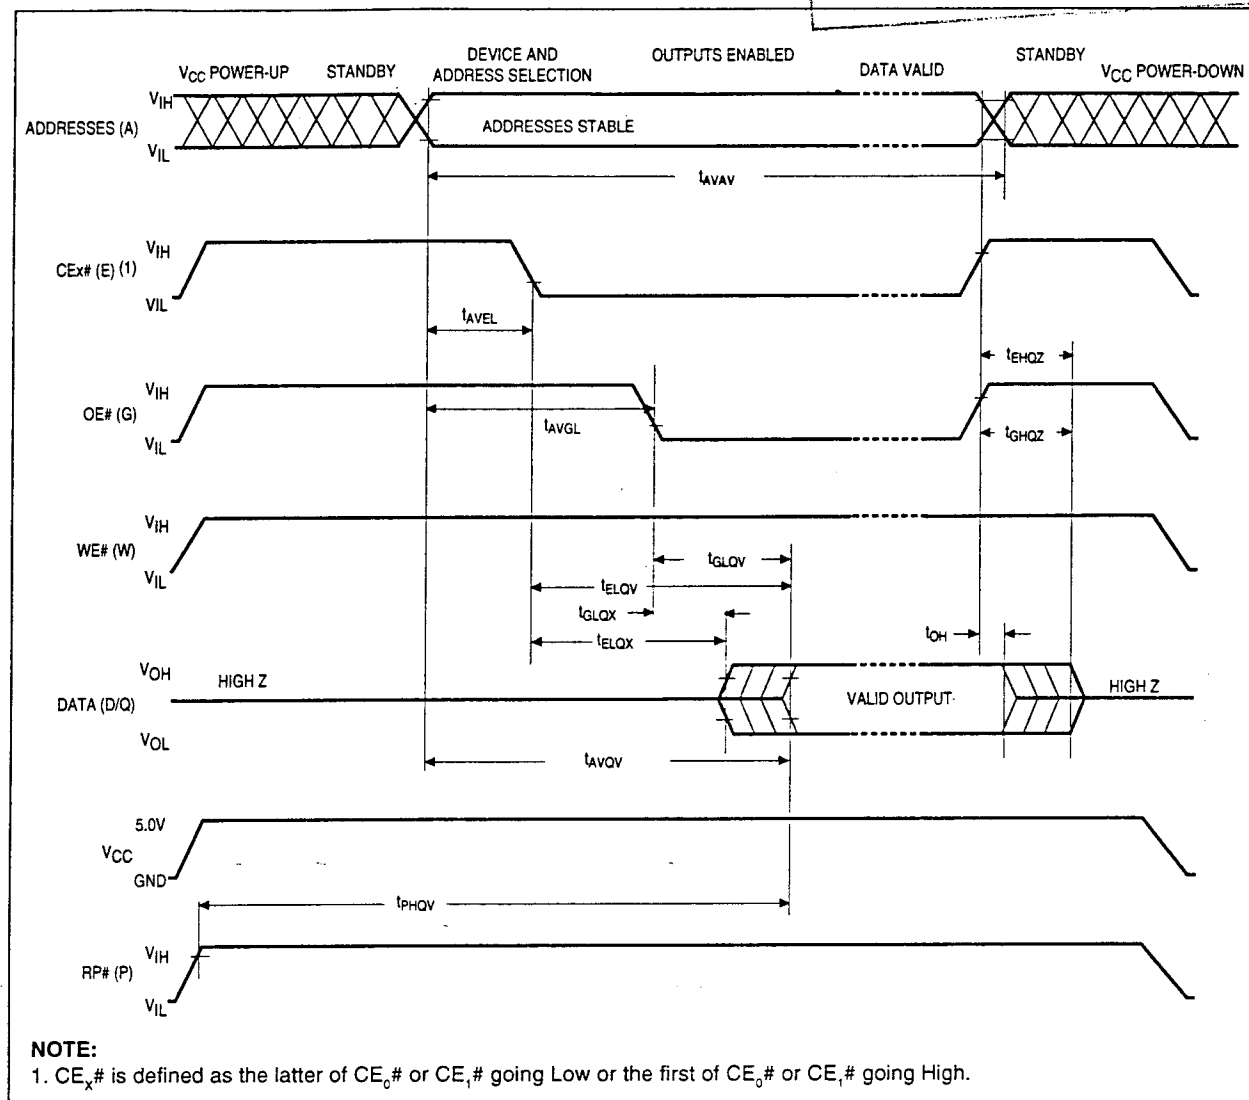 VCC POWER-UP STANDBY DEVICE AND ADDRESS SELECTION OUTPUTS ENABLED DATA VALID STANDBY VCC POWER-DOWN
VIH
ADDRESSES (A) ADDRESSES STABLE
VIL
tAVAV
VIH
CEx# (E) (1)
VIL
tAVEL
tEHQZ
VIH
OE# (G)
tAVGL
VIL
tGHQZ
VIH
WE# (W)
VIL
tGLQV
tELQV
tGLQX
tELQX
tOH
VOH
HIGH Z
DATA (D/Q) VALID OUTPUT HIGH Z
VOL
tAVQV
5.0V
VCC
GND
tPHQV
VIH
RP# (P)
VIL
NOTE:
1. CEx# is defined as the latter of CE0# or CE1# going Low or the first of CE0# or CE1# going High.